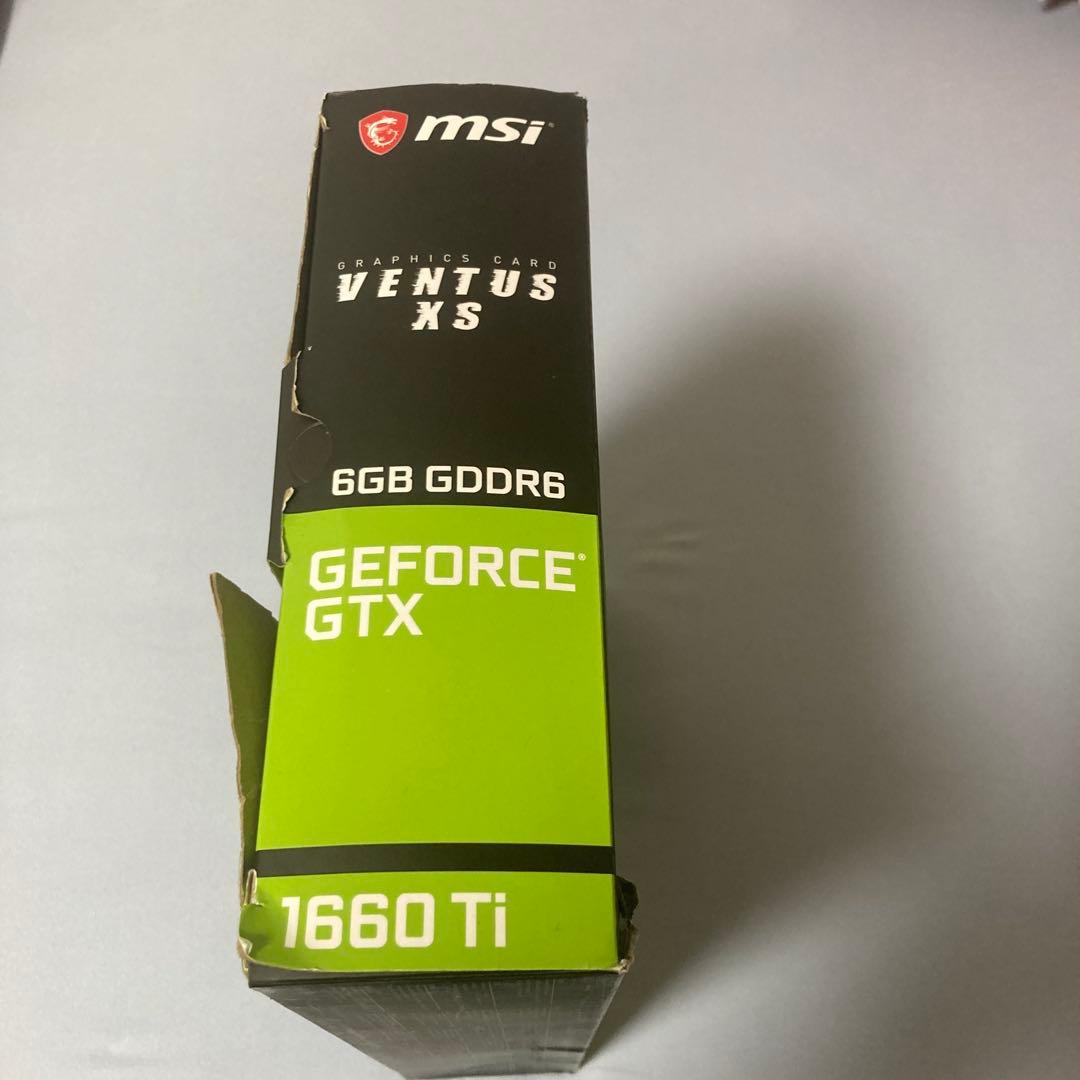 msi
GRAPHICS CARD
VENTUS
XS
6GB GDDR6
GEFORCE®
GTX
1660 Ti